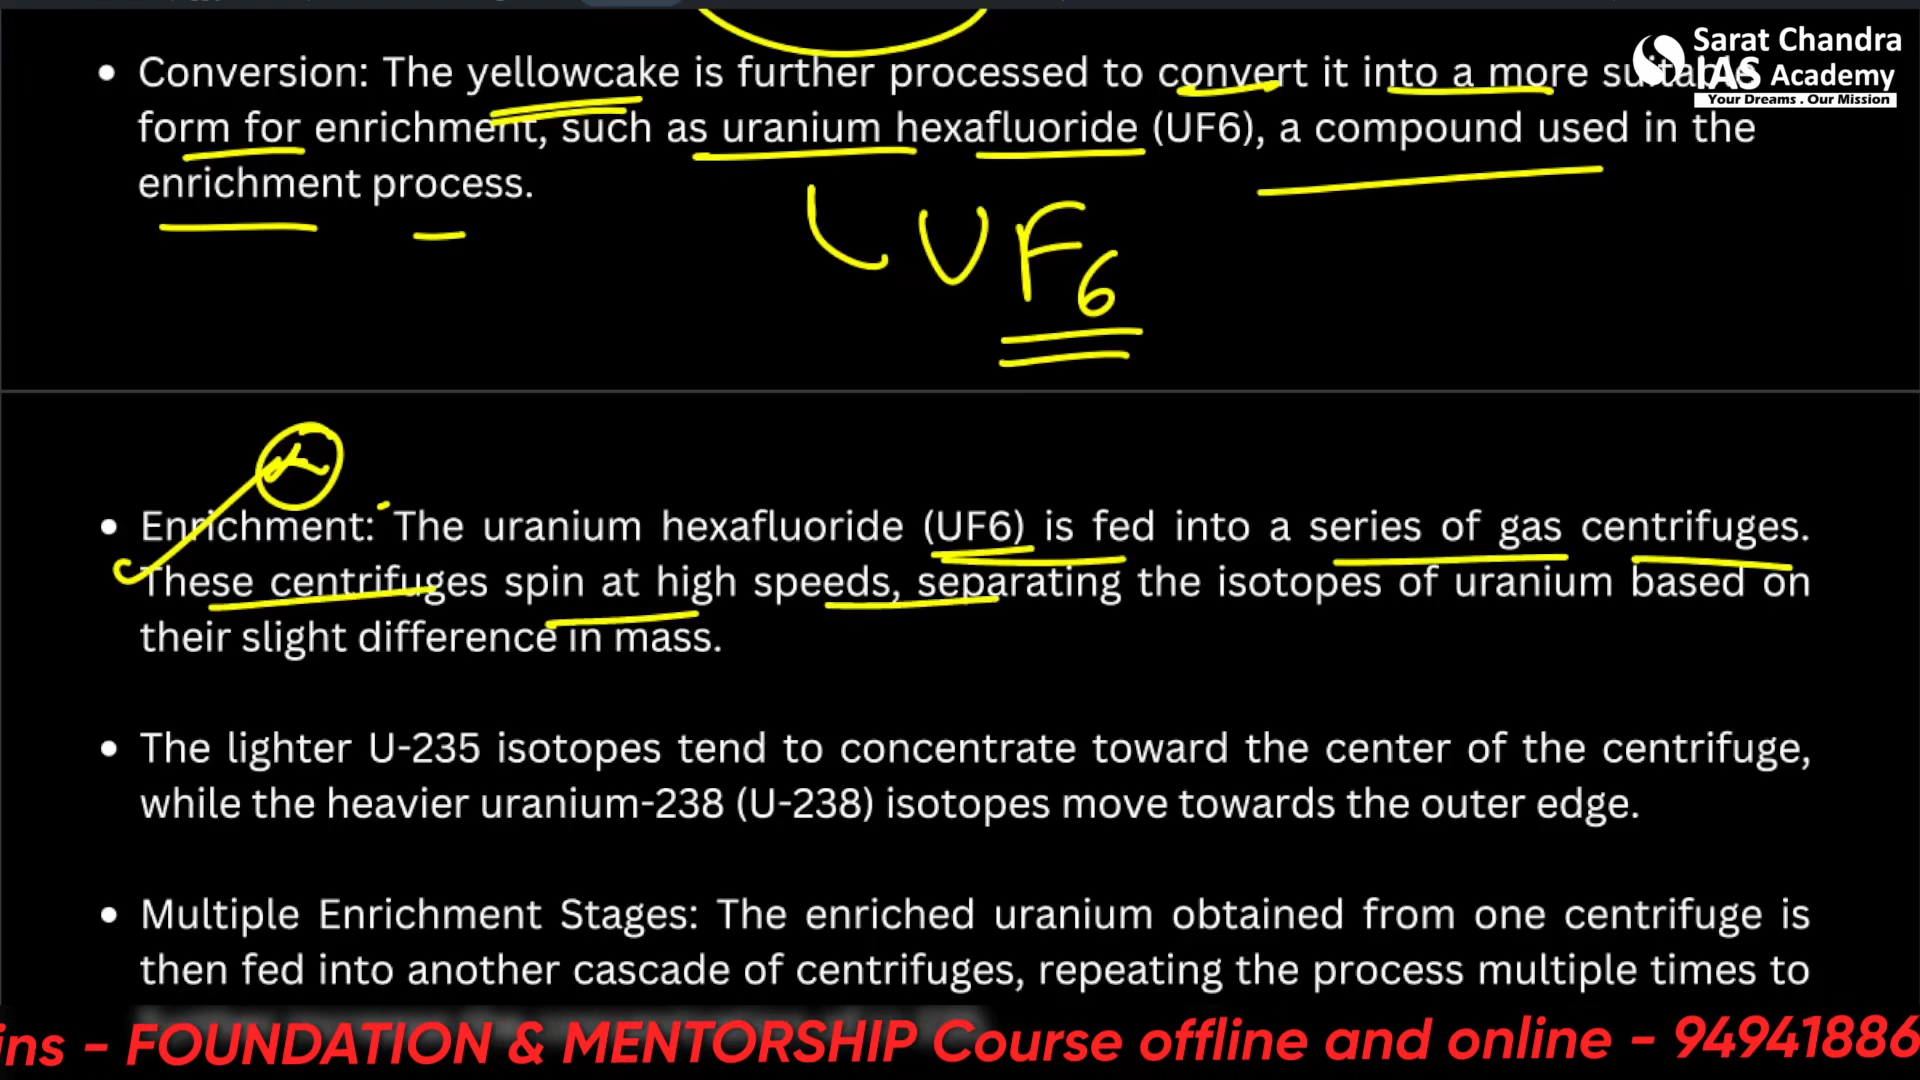 Sarat Chandra
IAS Academy
Your Dreams . Our Mission
• Conversion: The yellowcake is further processed to convert it into a more suitable
form for enrichment, such as uranium hexafluoride (UF6), a compound used in the
enrichment process.
UF6
• Enrichment: The uranium hexafluoride (UF6) is fed into a series of gas centrifuges.
These centrifuges spin at high speeds, separating the isotopes of uranium based on
their slight difference in mass.
• The lighter U-235 isotopes tend to concentrate toward the center of the centrifuge,
while the heavier uranium-238 (U-238) isotopes move towards the outer edge.
• Multiple Enrichment Stages: The enriched uranium obtained from one centrifuge is
then fed into another cascade of centrifuges, repeating the process multiple times to
ins - FOUNDATION & MENTORSHIP Course offline and online - 94941886